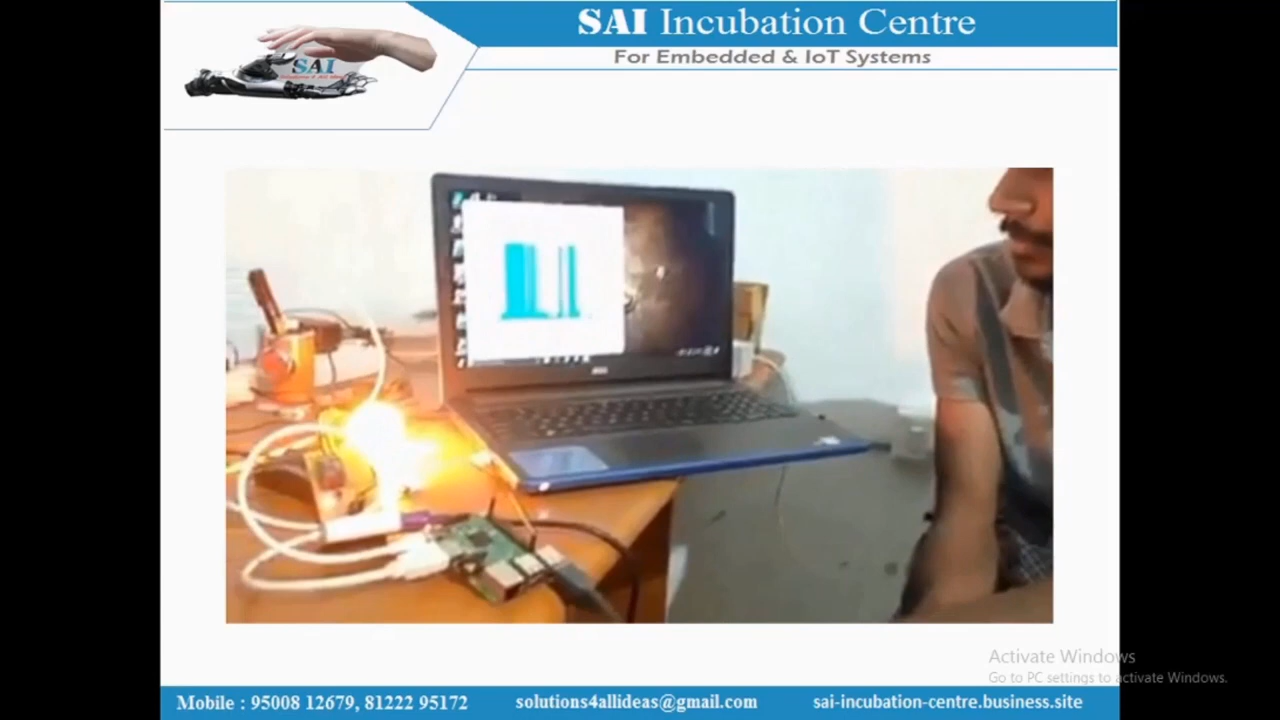 SAI Incubation Centre
For Embedded & IoT Systems
SAI
Activate Windows
Go to PC settings to activate Windows.
Mobile : 95008 12679, 81222 95172
solutions4allideas@gmail.com
sai-incubation-centre.business.site